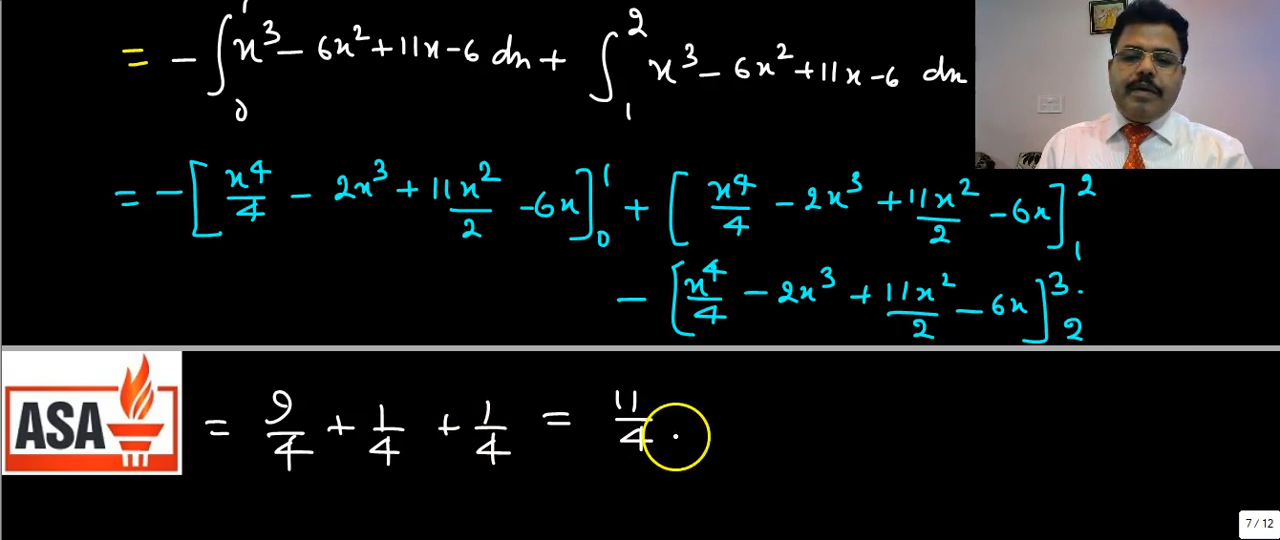 = - ∫₀¹ x³ - 6x² + 11x - 6 dx + ∫₁² x³ - 6x² + 11x - 6 dx
= - [x⁴/4 - 2x³ + 11x²/2 - 6x]₀¹ + [x⁴/4 - 2x³ + 11x²/2 - 6x]₁²
- [x⁴/4 - 2x³ + 11x²/2 - 6x]₂³.
ASA
= 9/4 + 1/4 + 1/4 = 11/4
7 / 12